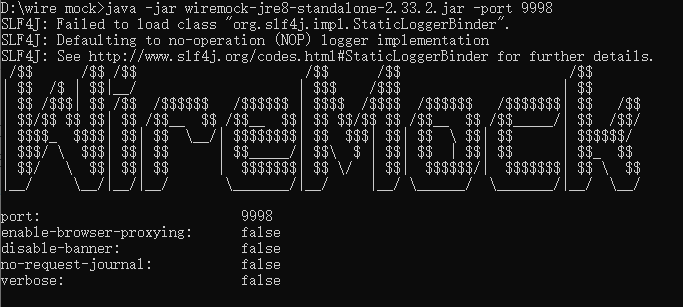 D:\wire mock>java -jar wiremock-jre8-standalone-2.33.2.jar -port 9998
SLF4J: Failed to load class "org.slf4j.impl.StaticLoggerBinder".
SLF4J: Defaulting to no-operation (NOP) logger implementation
SLF4J: See http://www.slf4j.org/codes.html#StaticLoggerBinder for further details.
 /$$      /$$ /$$                     /$$      /$$                     /$$
| $$  /$ | $$|__/                    | $$$    /$$$                    | $$
| $$ /$$$| $$ /$$  /$$$$$$   /$$$$$$ | $$$$  /$$$$  /$$$$$$   /$$$$$$$| $$   /$$
| $$/$$ $$ $$| $$ /$$__  $$ /$$__  $$| $$ $$/$$ $$ /$$__  $$ /$$_____/| $$  /$$/
| $$$$_  $$$$| $$| $$  \__/| $$$$$$$$| $$  $$$| $$| $$  \ $$| $$      | $$$$$$/
| $$$/ \  $$$| $$| $$      | $$_____/| $$\  $ | $$| $$  | $$| $$      | $$_  $$
| $$/   \  $$| $$| $$      |  $$$$$$$| $$ \/  | $$|  $$$$$$/|  $$$$$$$| $$ \  $$
|__/     \__/|__/|__/       \_______/|__/     |__/ \______/  \_______/|__/  \__/
port:                         9998
enable-browser-proxying:      false
disable-banner:               false
no-request-journal:           false
verbose:                      false